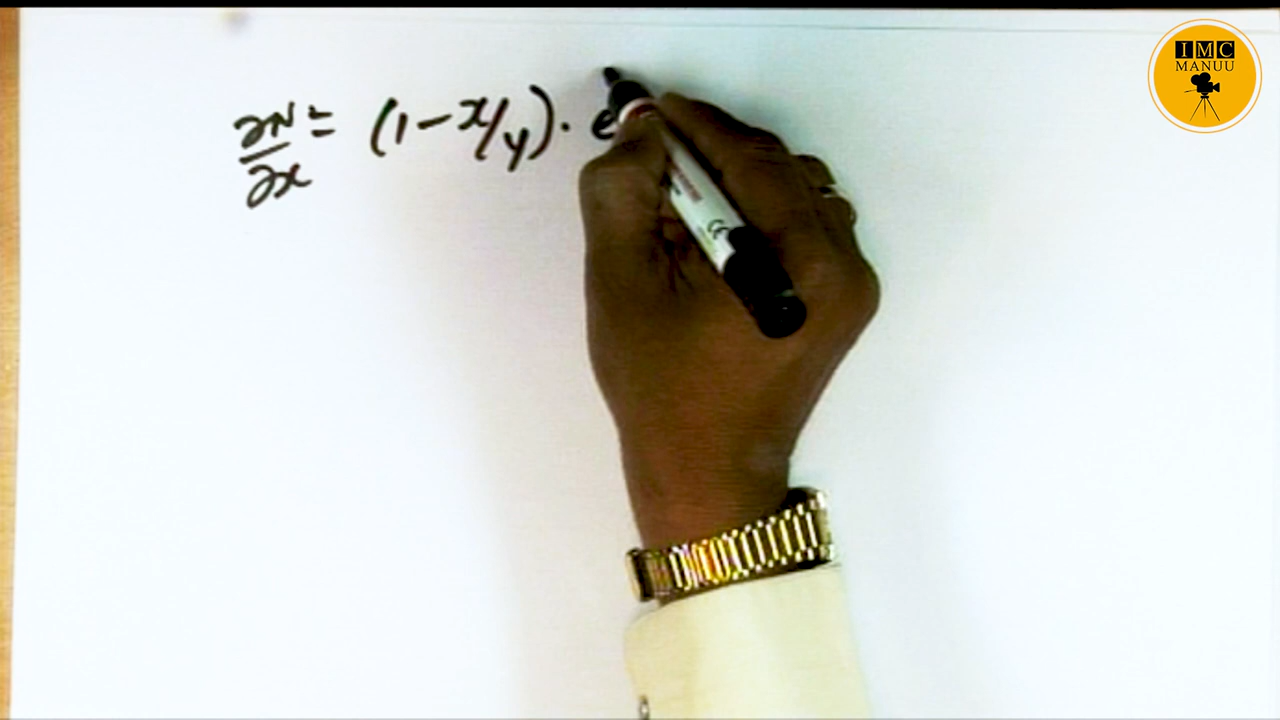 ∂N/∂x = (1 - x/y) · e
IMC
MANUU